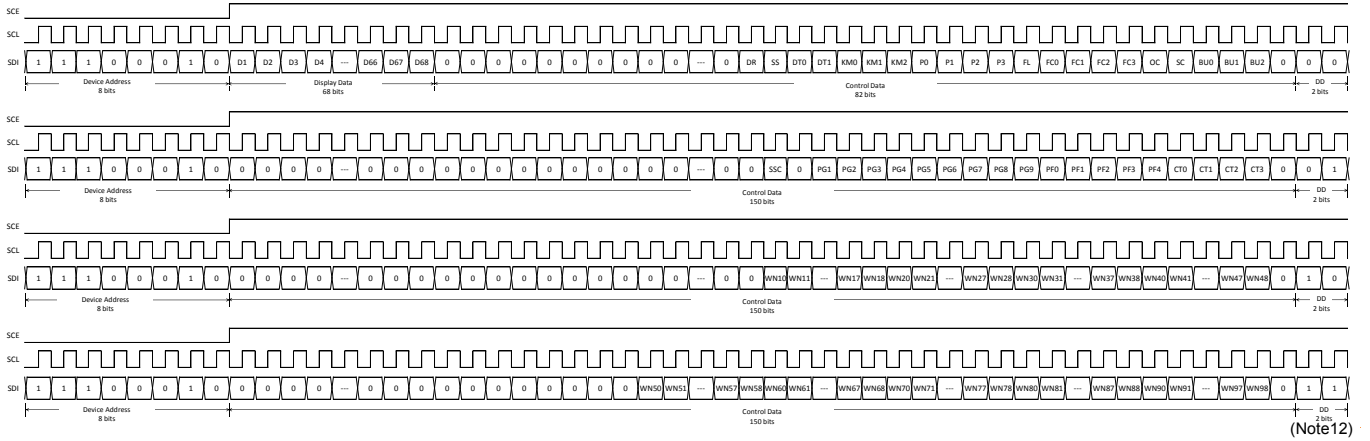 SCE
SCL
SDI 1 1 1 0 0 0 1 0 D1 D2 D3 D4 --- D66 D67 D68 0 0 0 0 0 0 0 0 0 0 --- 0 DR SS DT0 DT1 KM0 KM1 KM2 P0 P1 P2 P3 FL FC0 FC1 FC2 FC3 OC SC BU0 BU1 BU2 0 0 0
Device Address Display Data Control Data DD
8 bits 68 bits 82 bits 2 bits
SCE
SCL
SDI 1 1 1 0 0 0 1 0 0 0 0 0 --- 0 0 0 0 0 0 0 0 0 0 0 0 0 --- 0 0 SSC 0 PG1 PG2 PG3 PG4 PG5 PG6 PG7 PG8 PG9 PF0 PF1 PF2 PF3 PF4 CT0 CT1 CT2 CT3 0 0 1
Device Address Control Data DD
8 bits 150 bits 2 bits
SCE
SCL
SDI 1 1 1 0 0 0 1 0 0 0 0 0 --- 0 0 0 0 0 0 0 0 0 0 0 0 0 --- 0 0 WN10 WN11 --- WN17 WN18 WN20 WN21 --- WN27 WN28 WN30 WN31 --- WN37 WN38 WN40 WN41 --- WN47 WN48 0 1 0
Device Address Control Data DD
8 bits 150 bits 2 bits
SCE
SCL
SDI 1 1 1 0 0 0 1 0 0 0 0 0 --- 0 0 0 0 0 0 0 0 0 0 0 WN50 WN51 --- WN57 WN58 WN60 WN61 --- WN67 WN68 WN70 WN71 --- WN77 WN78 WN80 WN81 --- WN87 WN88 WN90 WN91 --- WN97 WN98 0 1 1
Device Address Control Data DD
8 bits 150 bits 2 bits
(Note12)